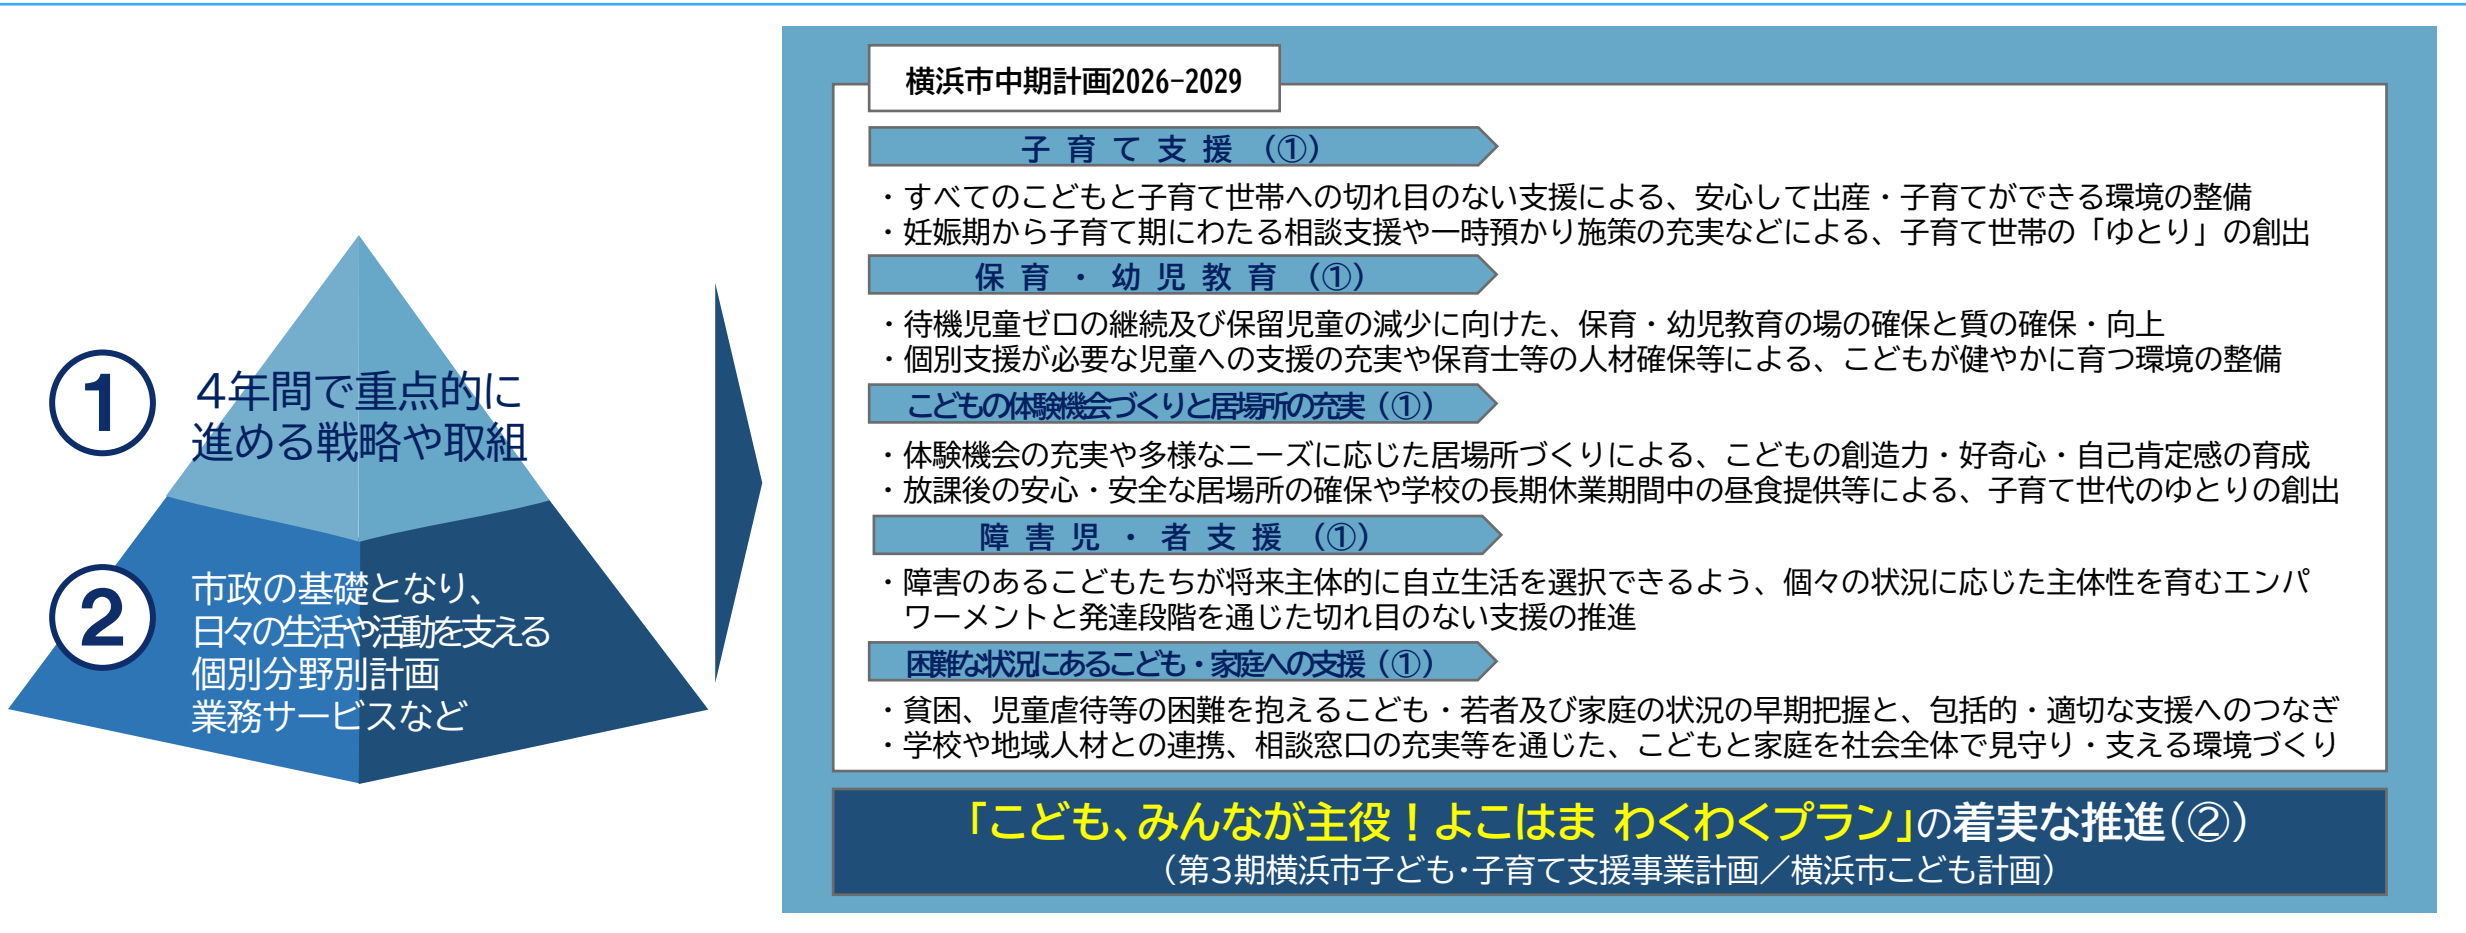 ①
4年間で重点的に
進める戦略や取組
②
市政の基礎となり、
日々の生活や活動を支える
個別分野別計画
業務サービスなど
横浜市中期計画2026-2029
子育て支援（①）
・すべてのこどもと子育て世帯への切れ目のない支援による、安心して出産・子育てができる環境の整備
・妊娠期から子育て期にわたる相談支援や一時預かり施策の充実などによる、子育て世帯の「ゆとり」の創出
保育・幼児教育（①）
・待機児童ゼロの継続及び保留児童の減少に向けた、保育・幼児教育の場の確保と質の確保・向上
・個別支援が必要な児童への支援の充実や保育士等の人材確保等による、こどもが健やかに育つ環境の整備
こどもの体験機会づくりと居場所の充実（①）
・体験機会の充実や多様なニーズに応じた居場所づくりによる、こどもの創造力・好奇心・自己肯定感の育成
・放課後の安心・安全な居場所の確保や学校の長期休業期間中の昼食提供等による、子育て世代のゆとりの創出
障害児・者支援（①）
・障害のあるこどもたちが将来主体的に自立生活を選択できるよう、個々の状況に応じた主体性を育むエンパ
ワーメントと発達段階を通じた切れ目のない支援の推進
困難な状況にあるこども・家庭への支援（①）
・貧困、児童虐待等の困難を抱えるこども・若者及び家庭の状況の早期把握と、包括的・適切な支援へのつなぎ
・学校や地域人材との連携、相談窓口の充実等を通じた、こどもと家庭を社会全体で見守り・支える環境づくり
「こども、みんなが主役！よこはま わくわくプラン」の着実な推進（②）
（第3期横浜市子ども・子育て支援事業計画／横浜市こども計画）